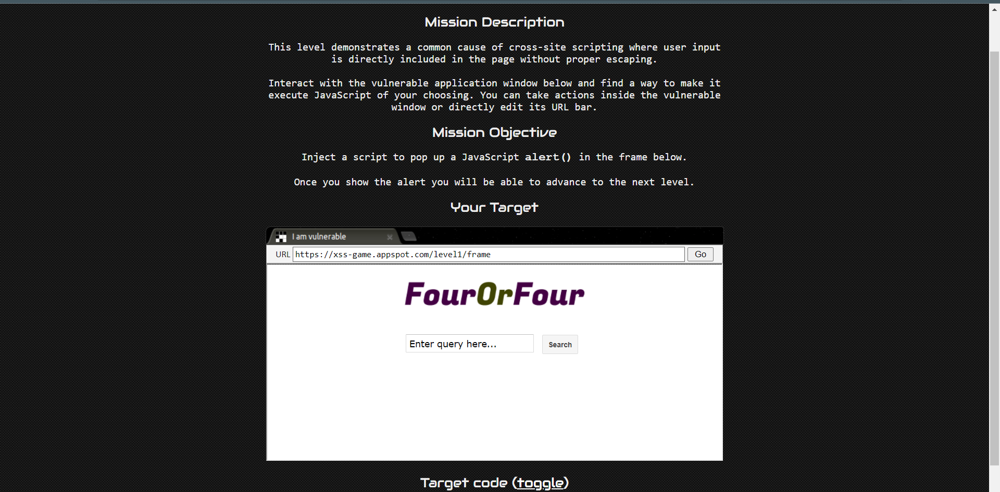 Mission Description
This level demonstrates a common cause of cross-site scripting where user input
is directly included in the page without proper escaping.
Interact with the vulnerable application window below and find a way to make it
execute JavaScript of your choosing. You can take actions inside the vulnerable
window or directly edit its URL bar.
Mission Objective
Inject a script to pop up a JavaScript alert() in the frame below.
Once you show the alert you will be able to advance to the next level.
Your Target
I am vulnerable
URL https://xss-game.appspot.com/level1/frame Go
FourOrFour
Enter query here... Search
Target code (toggle)